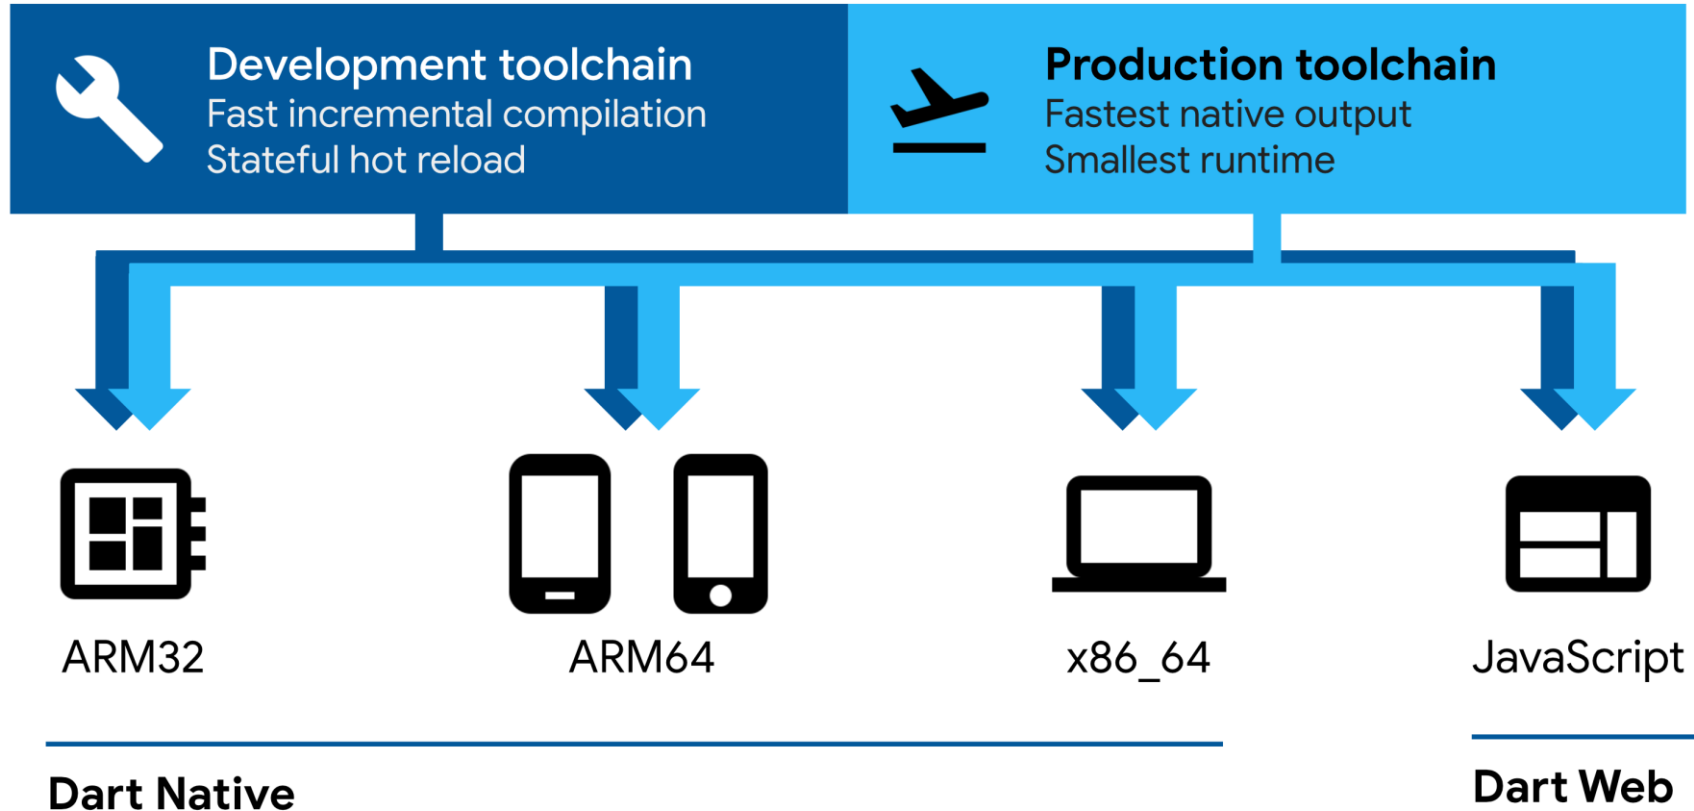 Development toolchain
Fast incremental compilation
Stateful hot reload
Production toolchain
Fastest native output
Smallest runtime
ARM32
ARM64
x86_64
JavaScript
Dart Native
Dart Web